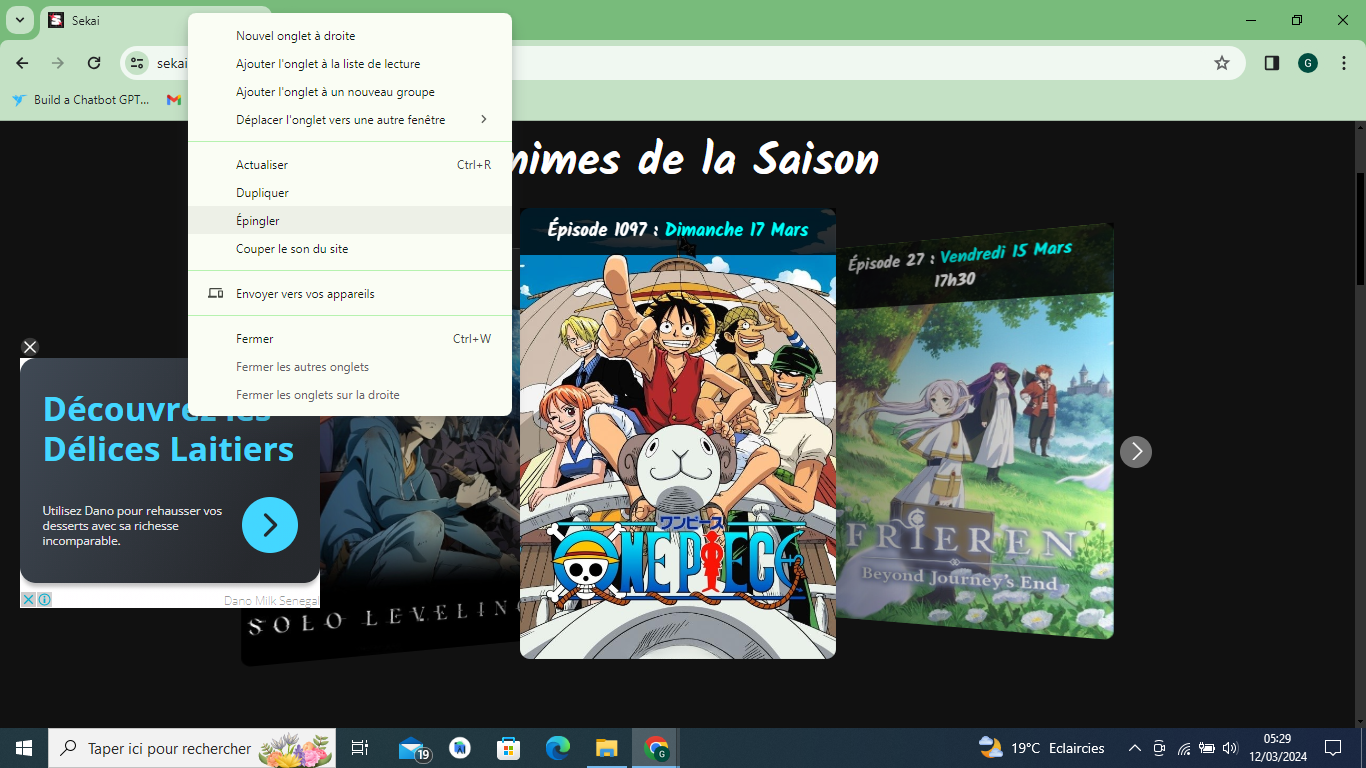 Sekai
sekai
G
Build a Chatbot GPT...
Nouvel onglet à droite
Ajouter l'onglet à la liste de lecture
Ajouter l'onglet à un nouveau groupe
Déplacer l'onglet vers une autre fenêtre
Actualiser Ctrl+R
Dupliquer
Épingler
Couper le son du site
Envoyer vers vos appareils
Fermer Ctrl+W
Fermer les autres onglets
Fermer les onglets sur la droite
nimes de la Saison
Épisode 1097 : Dimanche 17 Mars
Épisode 27 : Vendredi 15 Mars
17h30
Découvrez les
Délices Laitiers
Utilisez Dano pour rehausser vos
desserts avec sa richesse
incomparable.
Dano Milk Senegal
SOLO LEVELING
ワンピース
ONE PIECE
FRIEREN
Beyond Journey's End
Taper ici pour rechercher
19
G
19°C Eclaircies
05:29
12/03/2024